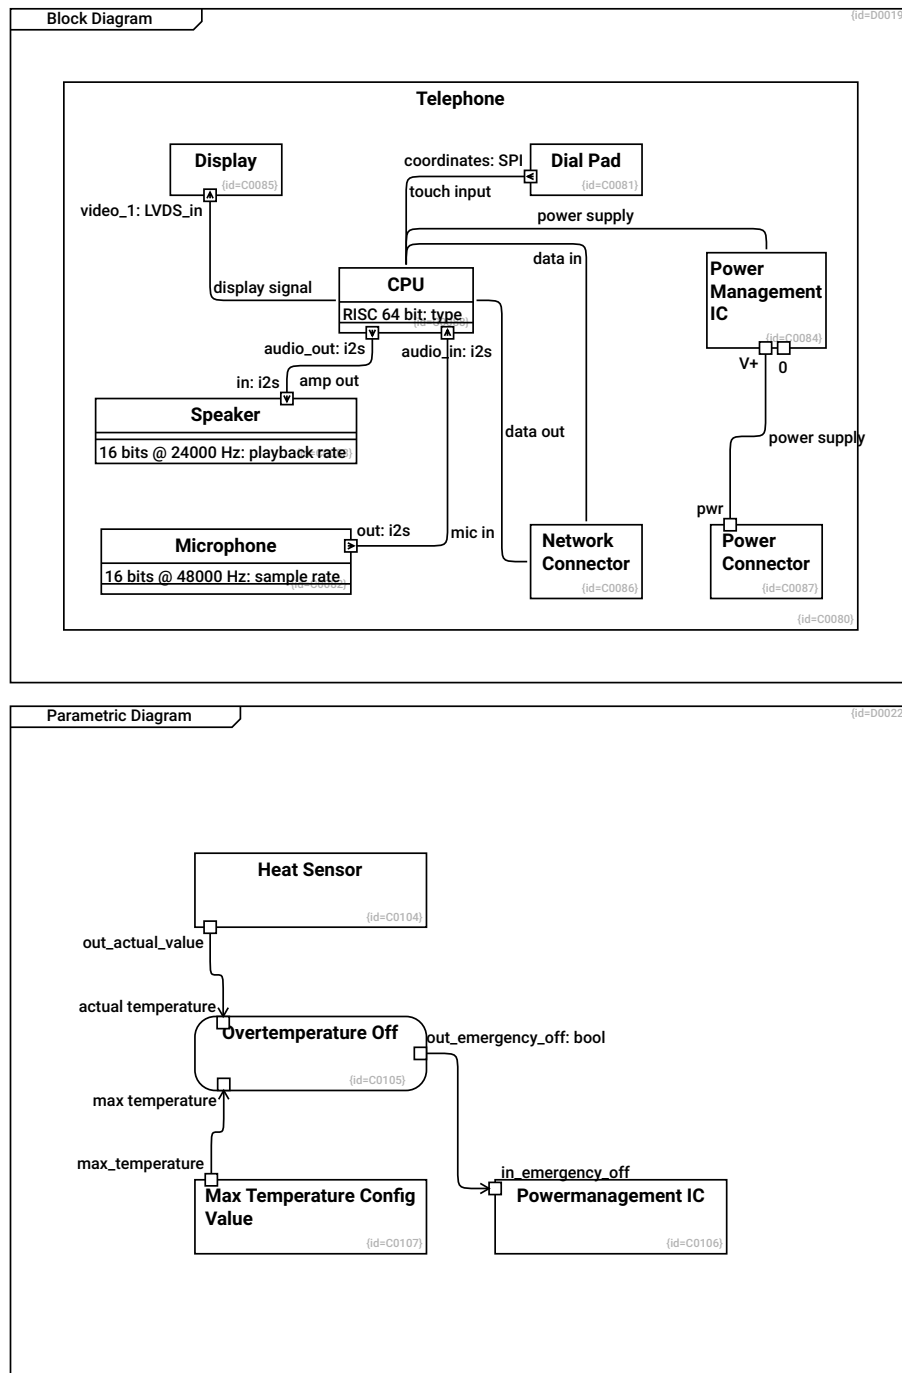 Block Diagram
{id=D0019
Telephone
Display
{id=C0085}
video_1: LVDS_in
coordinates: SPI
Dial Pad
{id=C0081}
touch input
power supply
data in
display signal
CPU
RISC 64 bit: type
Power
Management
IC
{id=C0084}
V+
0
audio_out: i2s
audio_in: i2s
in: i2s
amp out
Speaker
16 bits @ 24000 Hz: playback rate
data out
power supply
pwr
Microphone
16 bits @ 48000 Hz: sample rate
out: i2s
mic in
Network
Connector
{id=C0086}
Power
Connector
{id=C0087}
{id=C0080}
Parametric Diagram
{id=D0022
Heat Sensor
{id=C0104}
out_actual_value
actual temperature
Overtemperature Off
{id=C0105}
out_emergency_off: bool
max temperature
max_temperature
Max Temperature Config
Value
{id=C0107}
in_emergency_off
Powermanagement IC
{id=C0106}